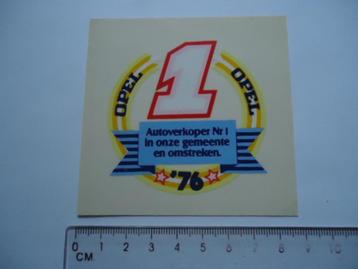 1
OPEL
OPEL
Autoverkoper Nr 1
in onze gemeente
en omstreken.
'76
0 1 2 3 4 5 6 7 8 9 10
CM